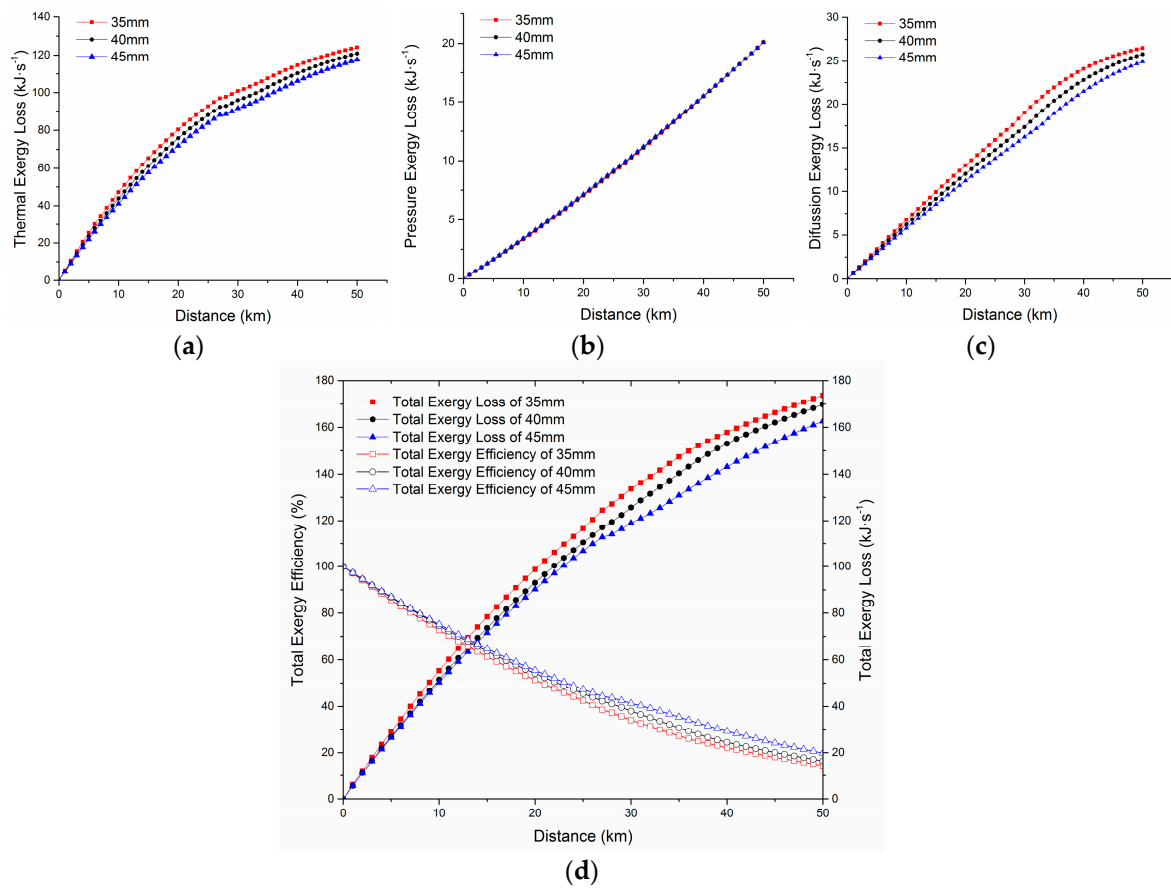 140
120
100
80
60
40
20
0
Thermal Exergy Loss (kJ·s⁻¹)
35mm
40mm
45mm
0 10 20 30 40 50
Distance (km)
(a)
20
15
10
5
0
Pressure Exergy Loss (kJ·s⁻¹)
35mm
40mm
45mm
0 10 20 30 40 50
Distance (km)
(b)
30
25
20
15
10
5
0
Difussion Exergy Loss (kJ·s⁻¹)
35mm
40mm
45mm
0 10 20 30 40 50
Distance (km)
(c)
180
160
140
120
100
80
60
40
20
0
Total Exergy Efficiency (%)
Total Exergy Loss of 35mm
Total Exergy Loss of 40mm
Total Exergy Loss of 45mm
Total Exergy Efficiency of 35mm
Total Exergy Efficiency of 40mm
Total Exergy Efficiency of 45mm
180
160
140
120
100
80
60
40
20
0
Total Exergy Loss (kJ·s⁻¹)
0 10 20 30 40 50
Distance (km)
(d)